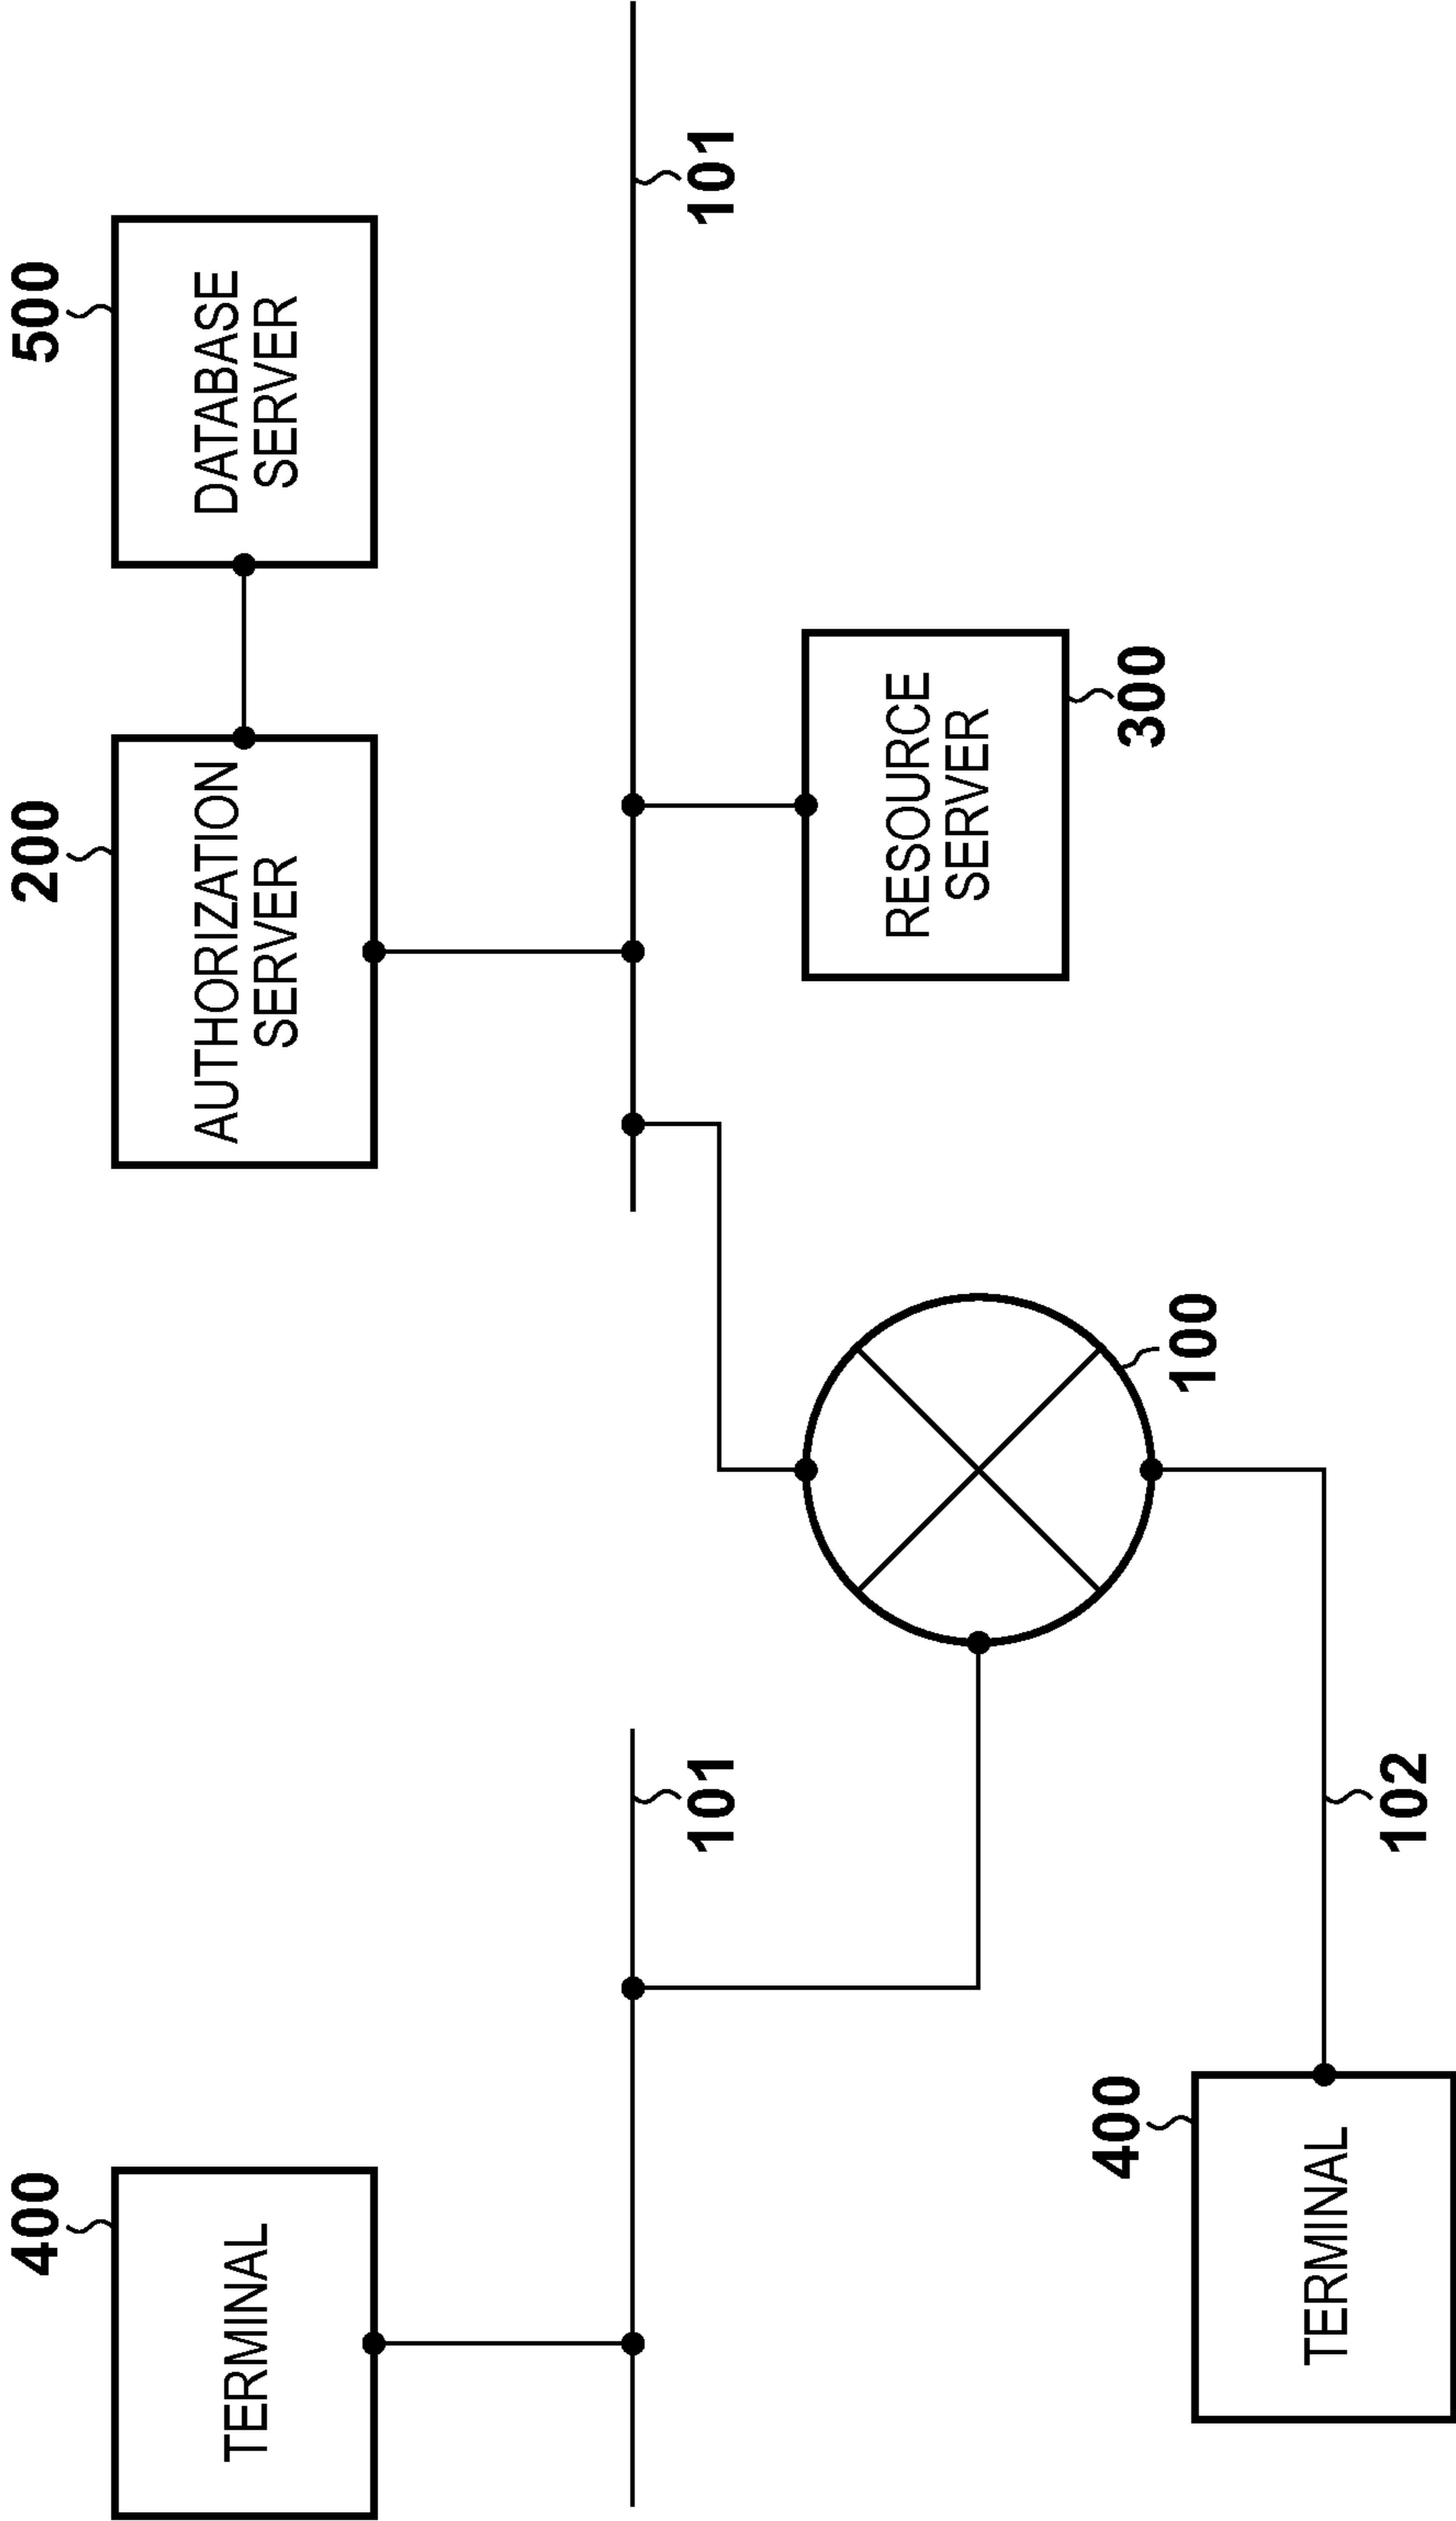 400
TERMINAL
200
AUTHORIZATION
SERVER
500
DATABASE
SERVER
101
101
RESOURCE
SERVER
300
100
400
TERMINAL
102